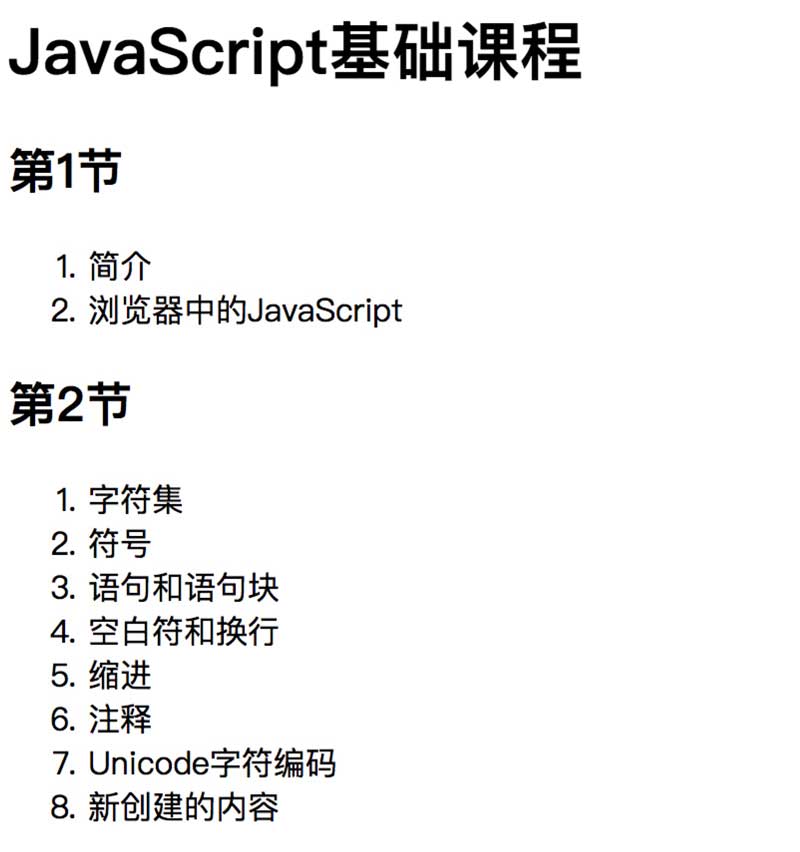 JavaScript基础课程
第1节
1. 简介
2. 浏览器中的JavaScript
第2节
1. 字符集
2. 符号
3. 语句和语句块
4. 空白符和换行
5. 缩进
6. 注释
7. Unicode字符编码
8. 新创建的内容